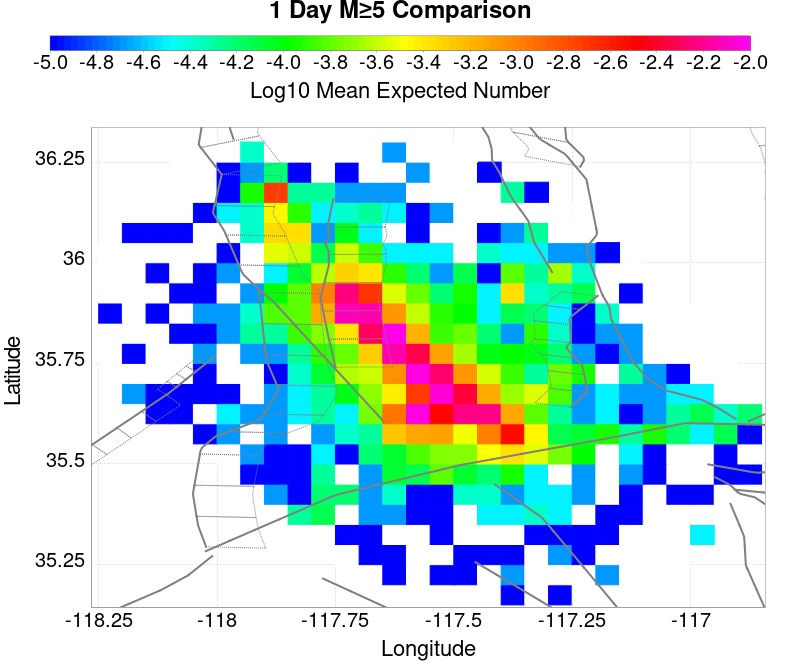 1 Day M≥5 Comparison
-5.0 -4.8 -4.6 -4.4 -4.2 -4.0 -3.8 -3.6 -3.4 -3.2 -3.0 -2.8 -2.6 -2.4 -2.2 -2.0
Log10 Mean Expected Number
36.25
36
35.75
35.5
35.25
Latitude
-118.25 -118 -117.75 -117.5 -117.25 -117
Longitude